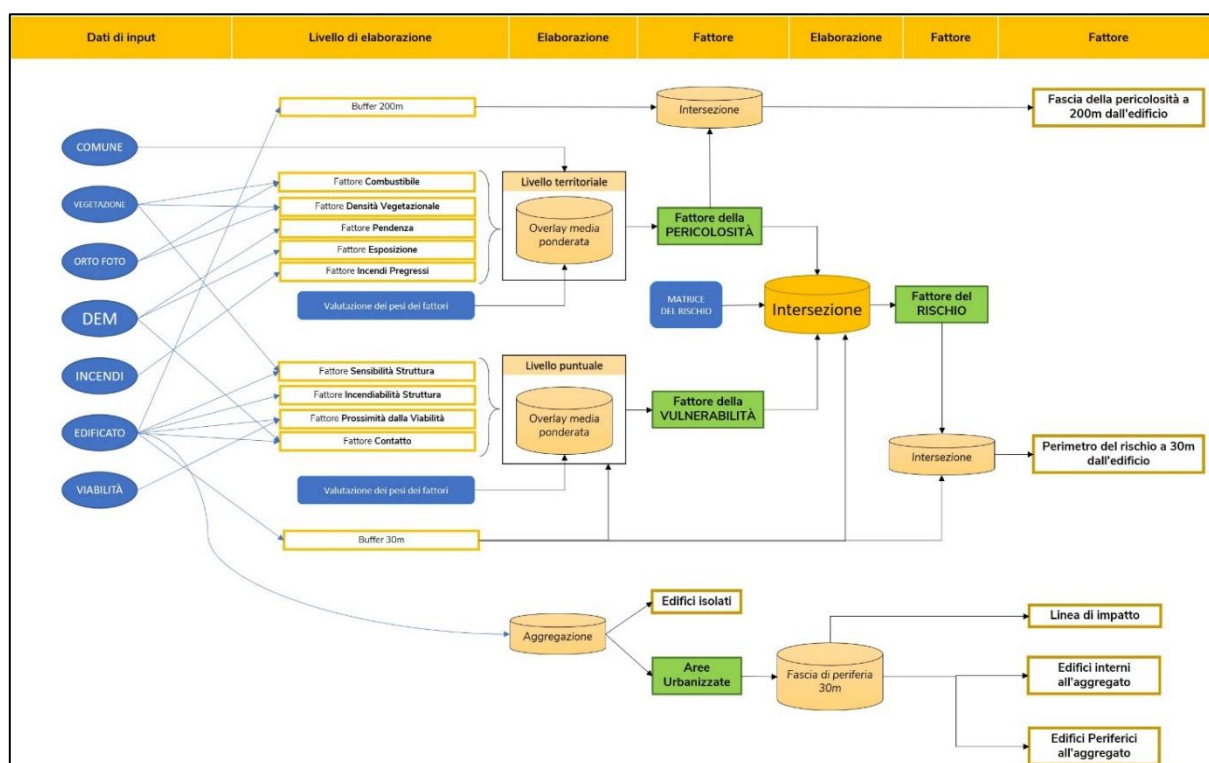 Dati di input
Livello di elaborazione
Elaborazione
Fattore
Elaborazione
Fattore
Fattore
Buffer 200m
Intersezione
Fascia della pericolosità a
200m dall'edificio
COMUNE
VEGETAZIONE
ORTO FOTO
DEM
INCENDI
EDIFICATO
VIABILITÀ
Fattore Combustibile
Fattore Densità Vegetazionale
Fattore Pendenza
Fattore Esposizione
Fattore Incendi Pregressi
Valutazione dei pesi dei fattori
Livello territoriale
Overlay media
ponderata
Fattore della
PERICOLOSITÀ
MATRICE
DEL RISCHIO
Intersezione
Fattore del
RISCHIO
Fattore Sensibilità Struttura
Fattore Incendiabilità Struttura
Fattore Prossimità dalla Viabilità
Fattore Contatto
Valutazione dei pesi dei fattori
Livello puntuale
Overlay media
ponderata
Fattore della
VULNERABILITÀ
Intersezione
Perimetro del rischio a 30m
dall'edificio
Buffer 30m
Aggregazione
Edifici isolati
Aree
Urbanizzate
Fascia di periferia
30m
Linea di impatto
Edifici interni
all'aggregato
Edifici Periferici
all'aggregato